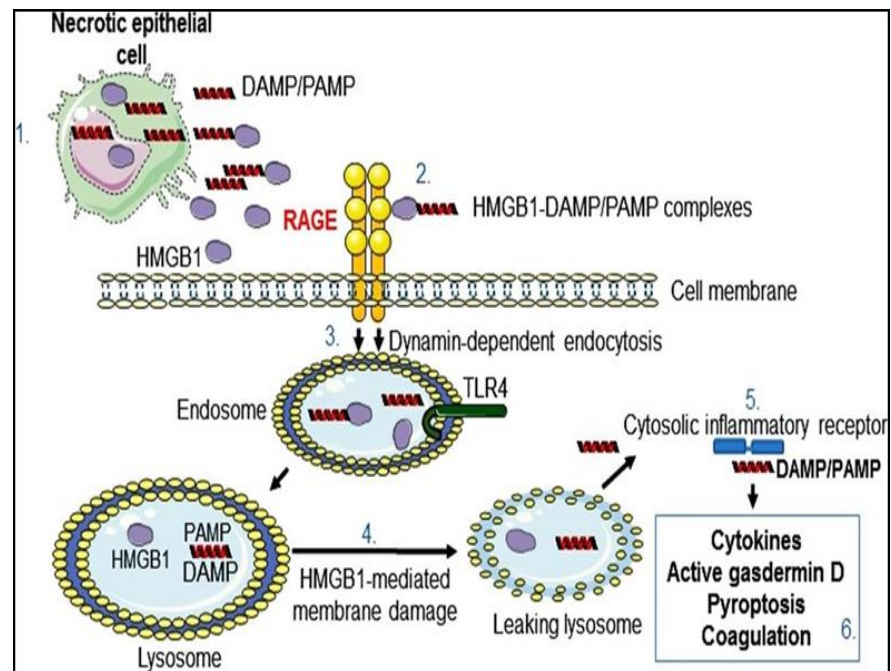 Necrotic epithelial
cell
DAMP/PAMP
1.
2.
RAGE
HMGB1-DAMP/PAMP complexes
HMGB1
Cell membrane
3.
Dynamin-dependent endocytosis
TLR4
Endosome
5.
Cytosolic inflammatory receptor
DAMP/PAMP
4.
PAMP
HMGB1
DAMP
HMGB1-mediated
membrane damage
Leaking lysosome
Lysosome
Cytokines
Active gasdermin D
Pyroptosis
Coagulation
6.